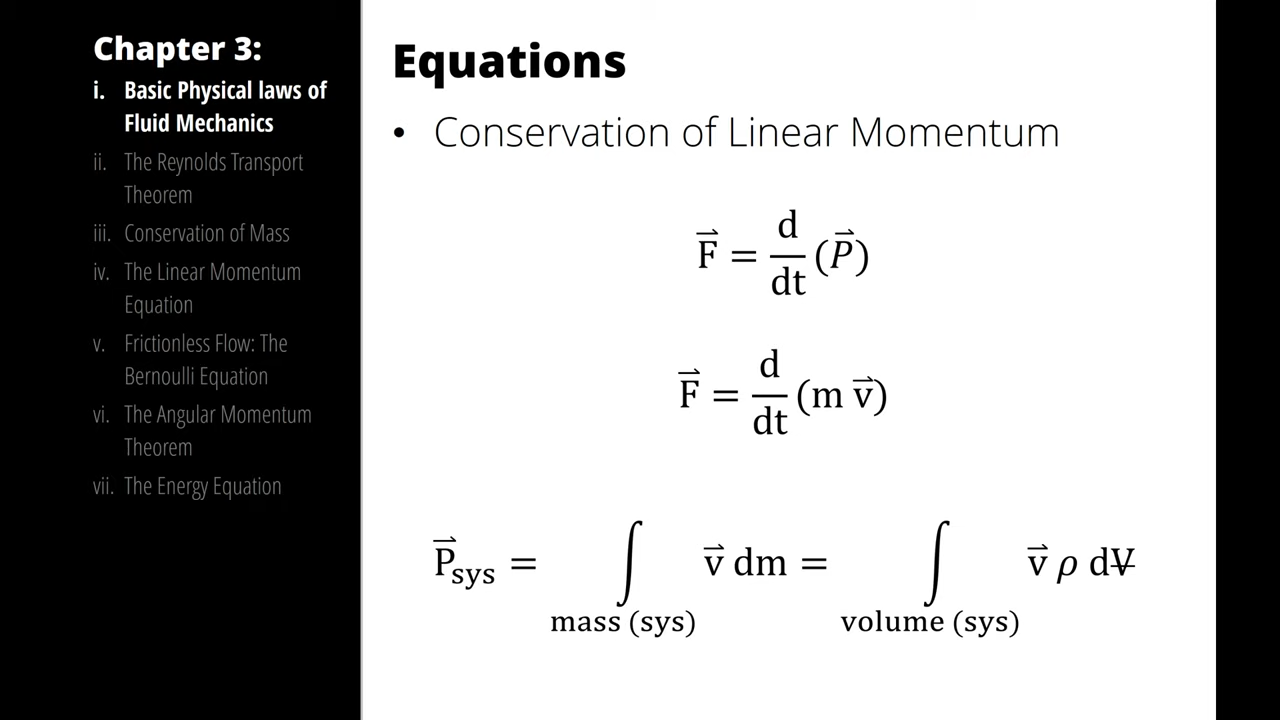 Chapter 3:
i. Basic Physical laws of
Fluid Mechanics
ii. The Reynolds Transport
Theorem
iii. Conservation of Mass
iv. The Linear Momentum
Equation
v. Frictionless Flow: The
Bernoulli Equation
vi. The Angular Momentum
Theorem
vii. The Energy Equation
Equations
• Conservation of Linear Momentum
F⃗ = d/dt (P⃗)
F⃗ = d/dt (m v⃗)
P⃗sys = ∫ v⃗ dm = ∫ v⃗ ρ dV̶
mass (sys) volume (sys)